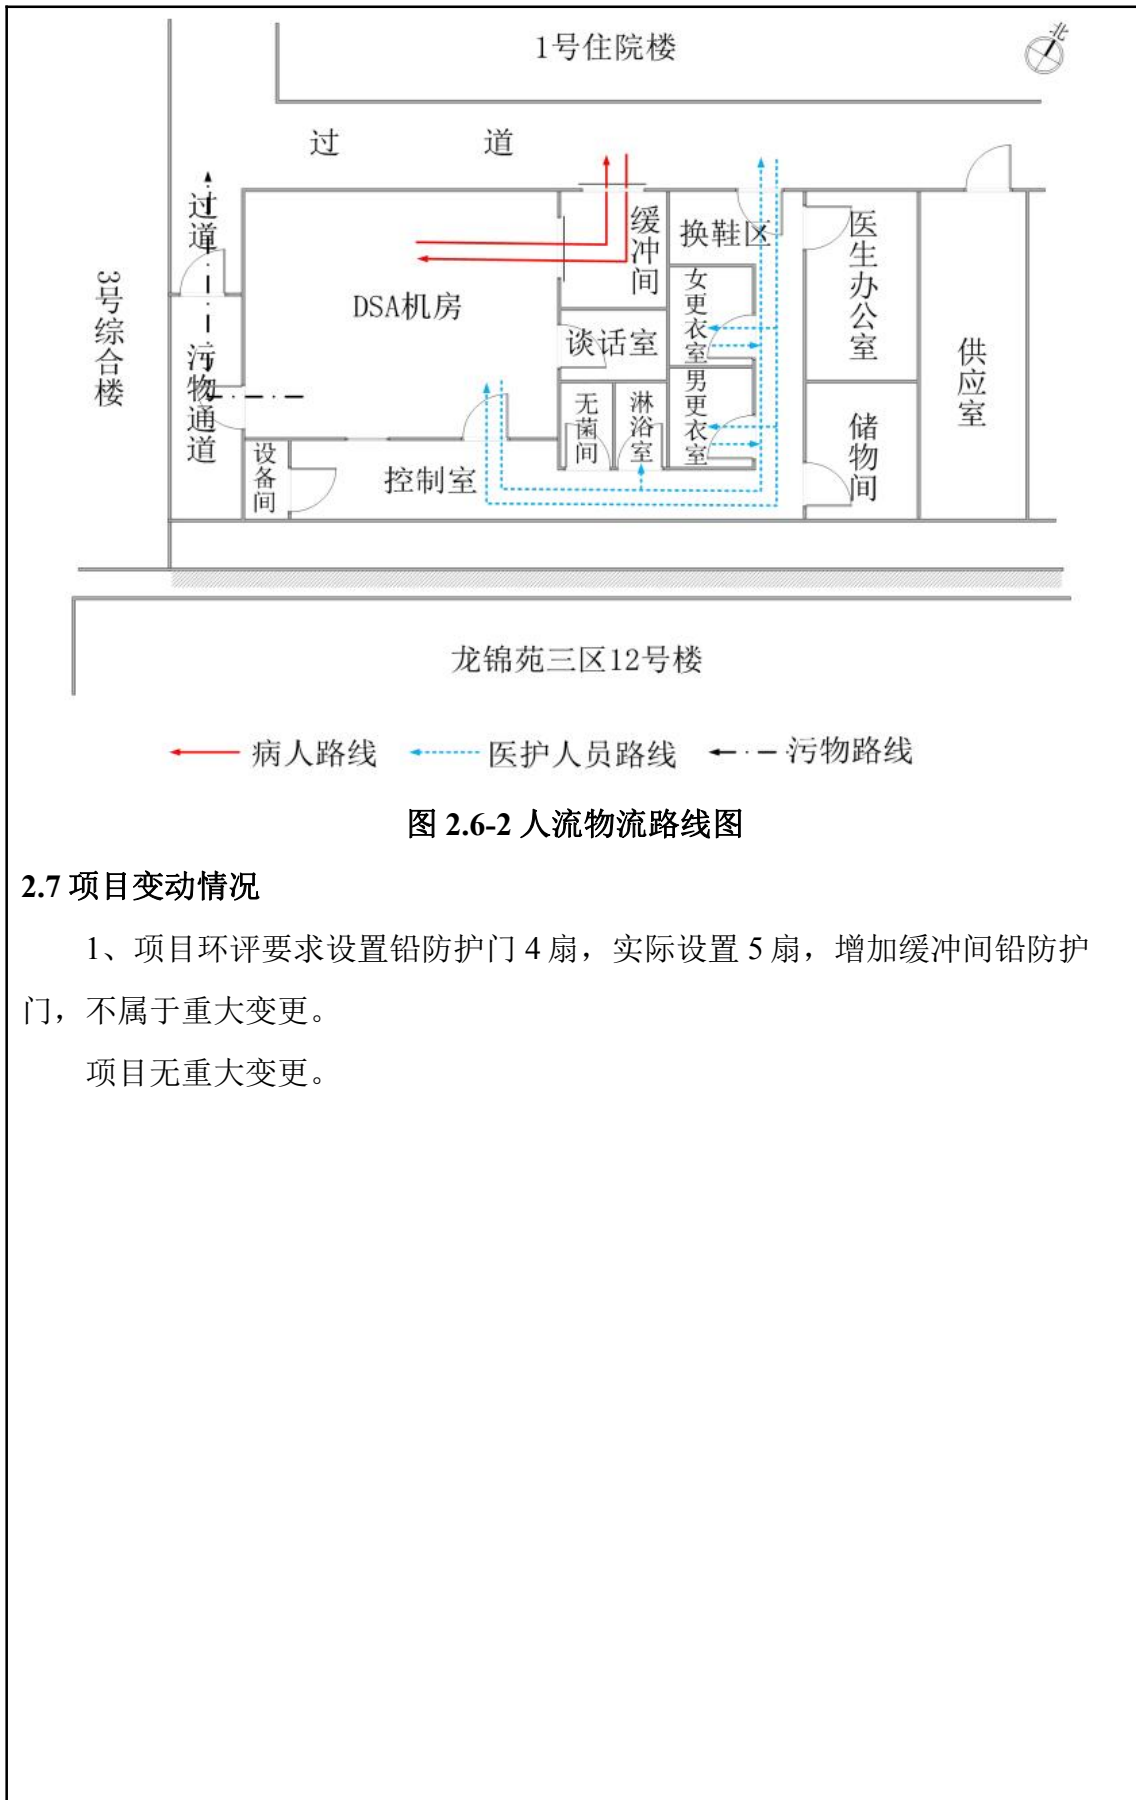 1号住院楼
北
过道
过道
3号综合楼
污物通道
DSA机房
缓冲间
换鞋区
女更衣室
医生办公室
谈话室
供应室
无菌间
淋浴室
男更衣室
储物间
设备间
控制室
龙锦苑三区12号楼
病人路线 医护人员路线 污物路线
图 2.6-2 人流物流路线图
2.7 项目变动情况
1、项目环评要求设置铅防护门 4 扇，实际设置 5 扇，增加缓冲间铅防护
门，不属于重大变更。
项目无重大变更。